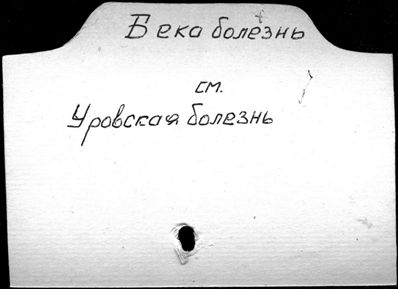 Бека болезнь
см.
Уровская болезнь